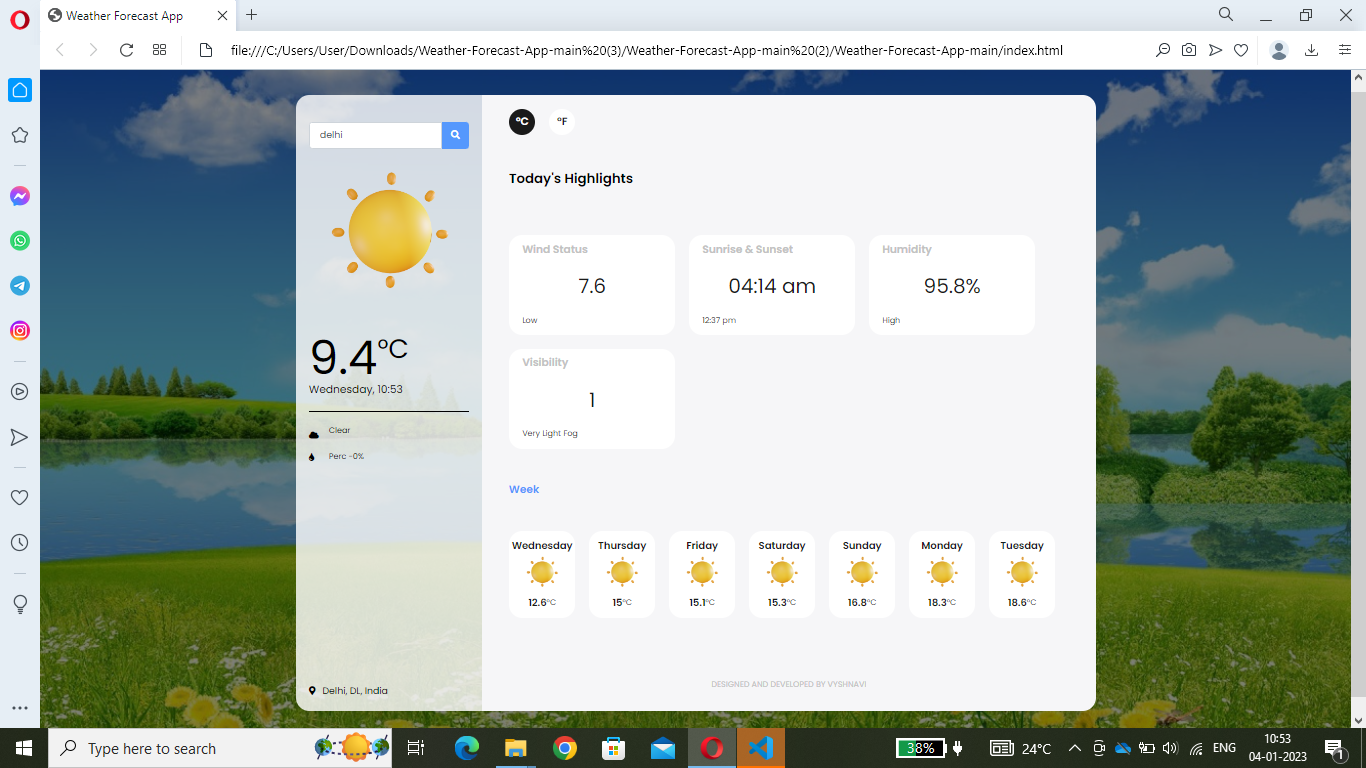 Weather Forecast App
file:///C:/Users/User/Downloads/Weather-Forecast-App-main%20(3)/Weather-Forecast-App-main%20(2)/Weather-Forecast-App-main/index.html
delhi
9.4°C
Wednesday, 10:53
Clear
Perc -0%
Delhi, DL, India
°C °F
Today's Highlights
Wind Status
7.6
Low
Sunrise & Sunset
04:14 am
12:37 pm
Humidity
95.8%
High
Visibility
1
Very Light Fog
Week
Wednesday
12.6°C
Thursday
15°C
Friday
15.1°C
Saturday
15.3°C
Sunday
16.8°C
Monday
18.3°C
Tuesday
18.6°C
DESIGNED AND DEVELOPED BY VYSHNAVI
Type here to search
38%
24°C
ENG
10:53
04-01-2023
1